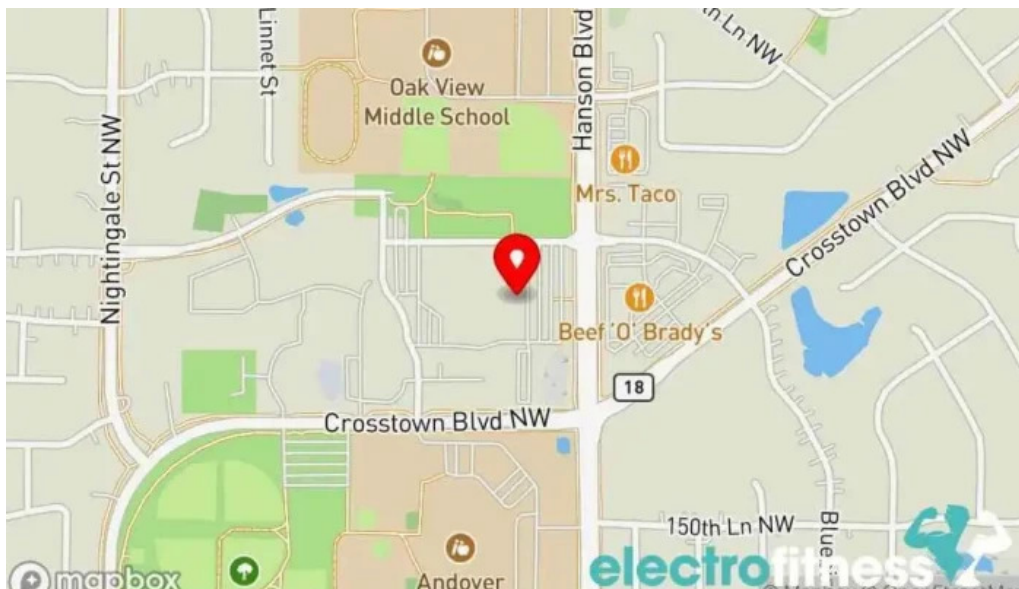 Linnet St
Hanson Blvd
th Ln NW
Oak View
Middle School
Nightingale St NW
Mrs. Taco
Crosstown Blvd NW
Beef 'O' Brady's
18
Crosstown Blvd NW
150th Ln NW
Blue
electrofitness
mapbox
Andover